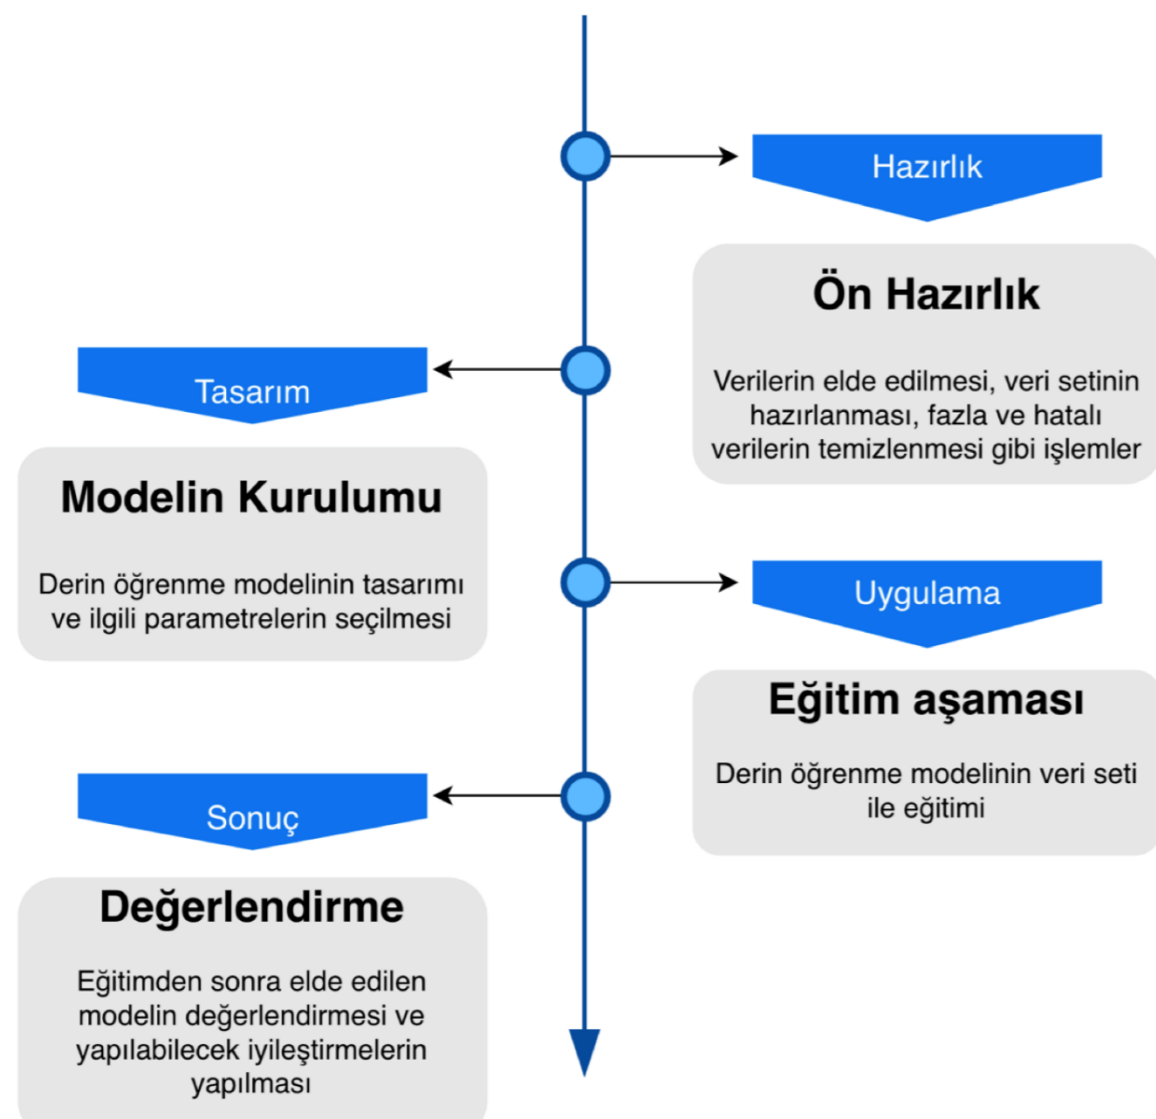 Hazırlık
Ön Hazırlık
Verilerin elde edilmesi, veri setinin
hazırlanması, fazla ve hatalı
verilerin temizlenmesi gibi işlemler
Tasarım
Modelin Kurulumu
Derin öğrenme modelinin tasarımı
ve ilgili parametrelerin seçilmesi
Uygulama
Eğitim aşaması
Derin öğrenme modelinin veri seti
ile eğitimi
Sonuç
Değerlendirme
Eğitimden sonra elde edilen
modelin değerlendirmesi ve
yapılabilecek iyileştirmelerin
yapılması